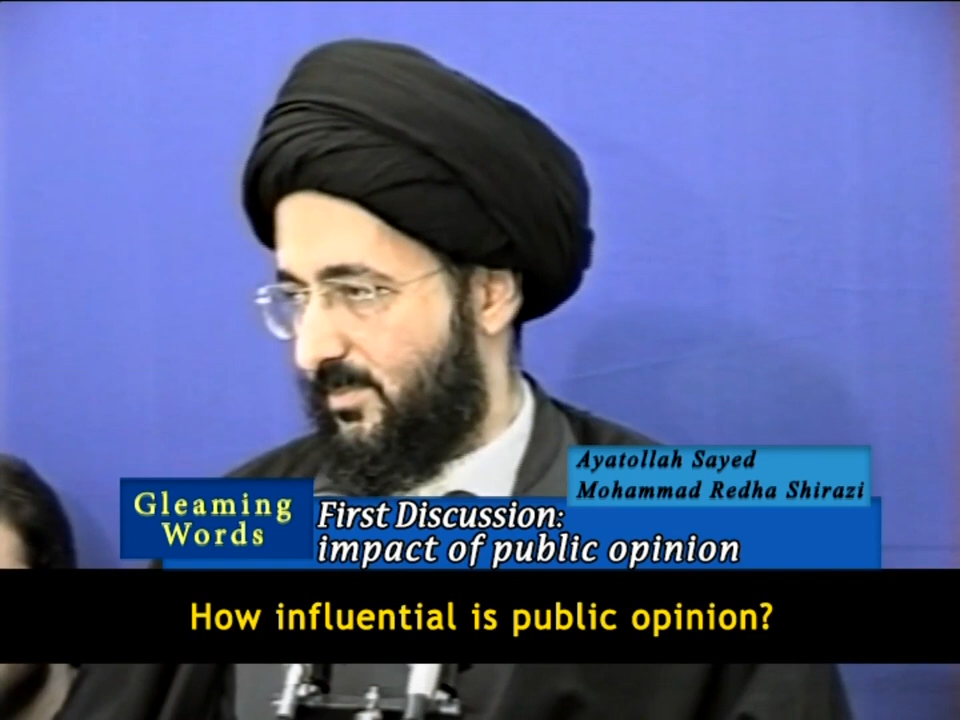 Ayatollah Sayed
Mohammad Redha Shirazi
Gleaming
Words
First Discussion:
impact of public opinion
How influential is public opinion?